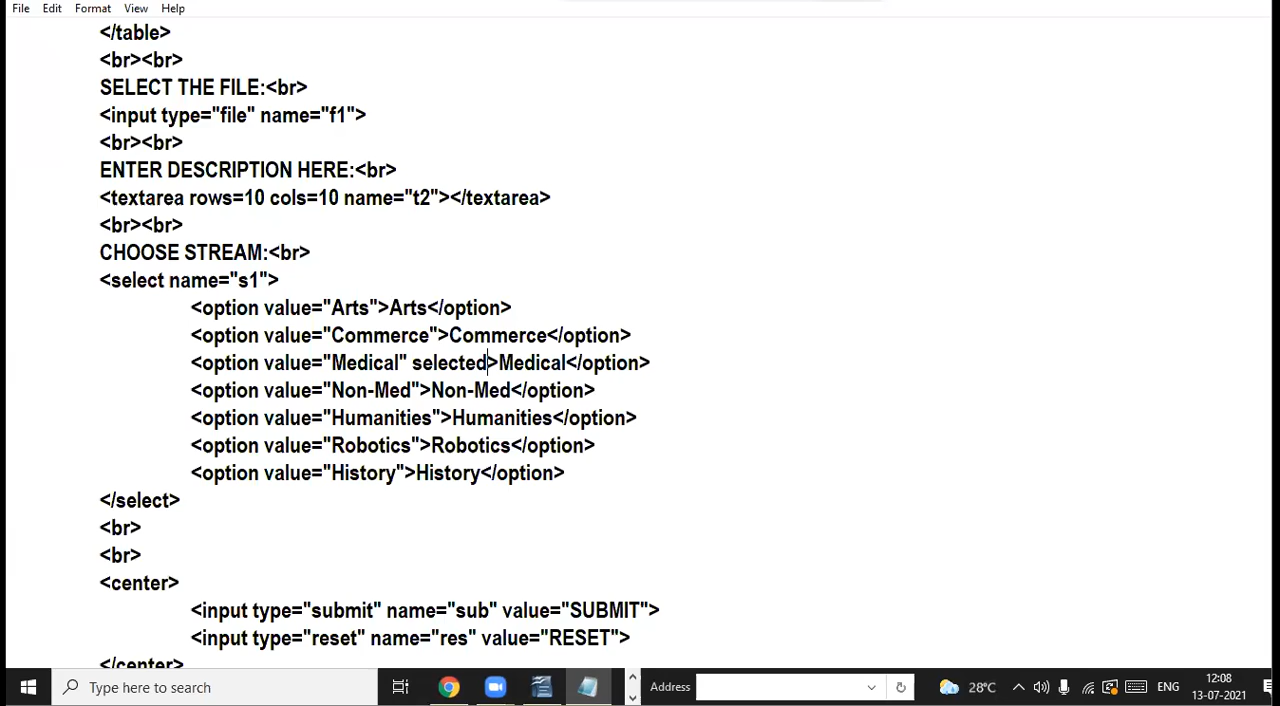 File Edit Format View Help
</table>
<br><br>
SELECT THE FILE:<br>
<input type="file" name="f1">
<br><br>
ENTER DESCRIPTION HERE:<br>
<textarea rows=10 cols=10 name="t2"></textarea>
<br><br>
CHOOSE STREAM:<br>
<select name="s1">
<option value="Arts">Arts</option>
<option value="Commerce">Commerce</option>
<option value="Medical" selected>Medical</option>
<option value="Non-Med">Non-Med</option>
<option value="Humanities">Humanities</option>
<option value="Robotics">Robotics</option>
<option value="History">History</option>
</select>
<br>
<br>
<center>
<input type="submit" name="sub" value="SUBMIT">
<input type="reset" name="res" value="RESET">
</center>
Type here to search Address 28°C ENG 12:08
13-07-2021